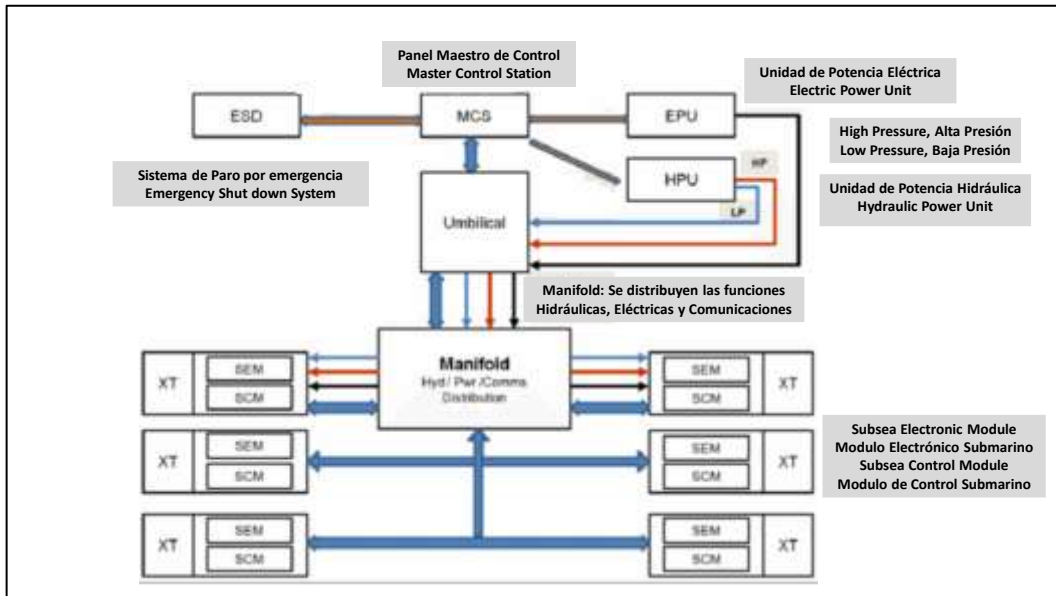 Panel Maestro de Control
Master Control Station
Unidad de Potencia Eléctrica
Electric Power Unit
ESD
MCS
EPU
High Pressure, Alta Presión
Low Pressure, Baja Presión
Sistema de Paro por emergencia
Emergency Shut down System
HPU
HP
LP
Unidad de Potencia Hidráulica
Hydraulic Power Unit
Umbilical
Manifold: Se distribuyen las funciones
Hidráulicas, Eléctricas y Comunicaciones
Manifold
Hyd / Pwr /Comms
Distribution
XT
SEM
SCM
SEM
SCM
XT
XT
SEM
SCM
SEM
SCM
XT
Subsea Electronic Module
Modulo Electrónico Submarino
Subsea Control Module
Modulo de Control Submarino
XT
SEM
SCM
SEM
SCM
XT